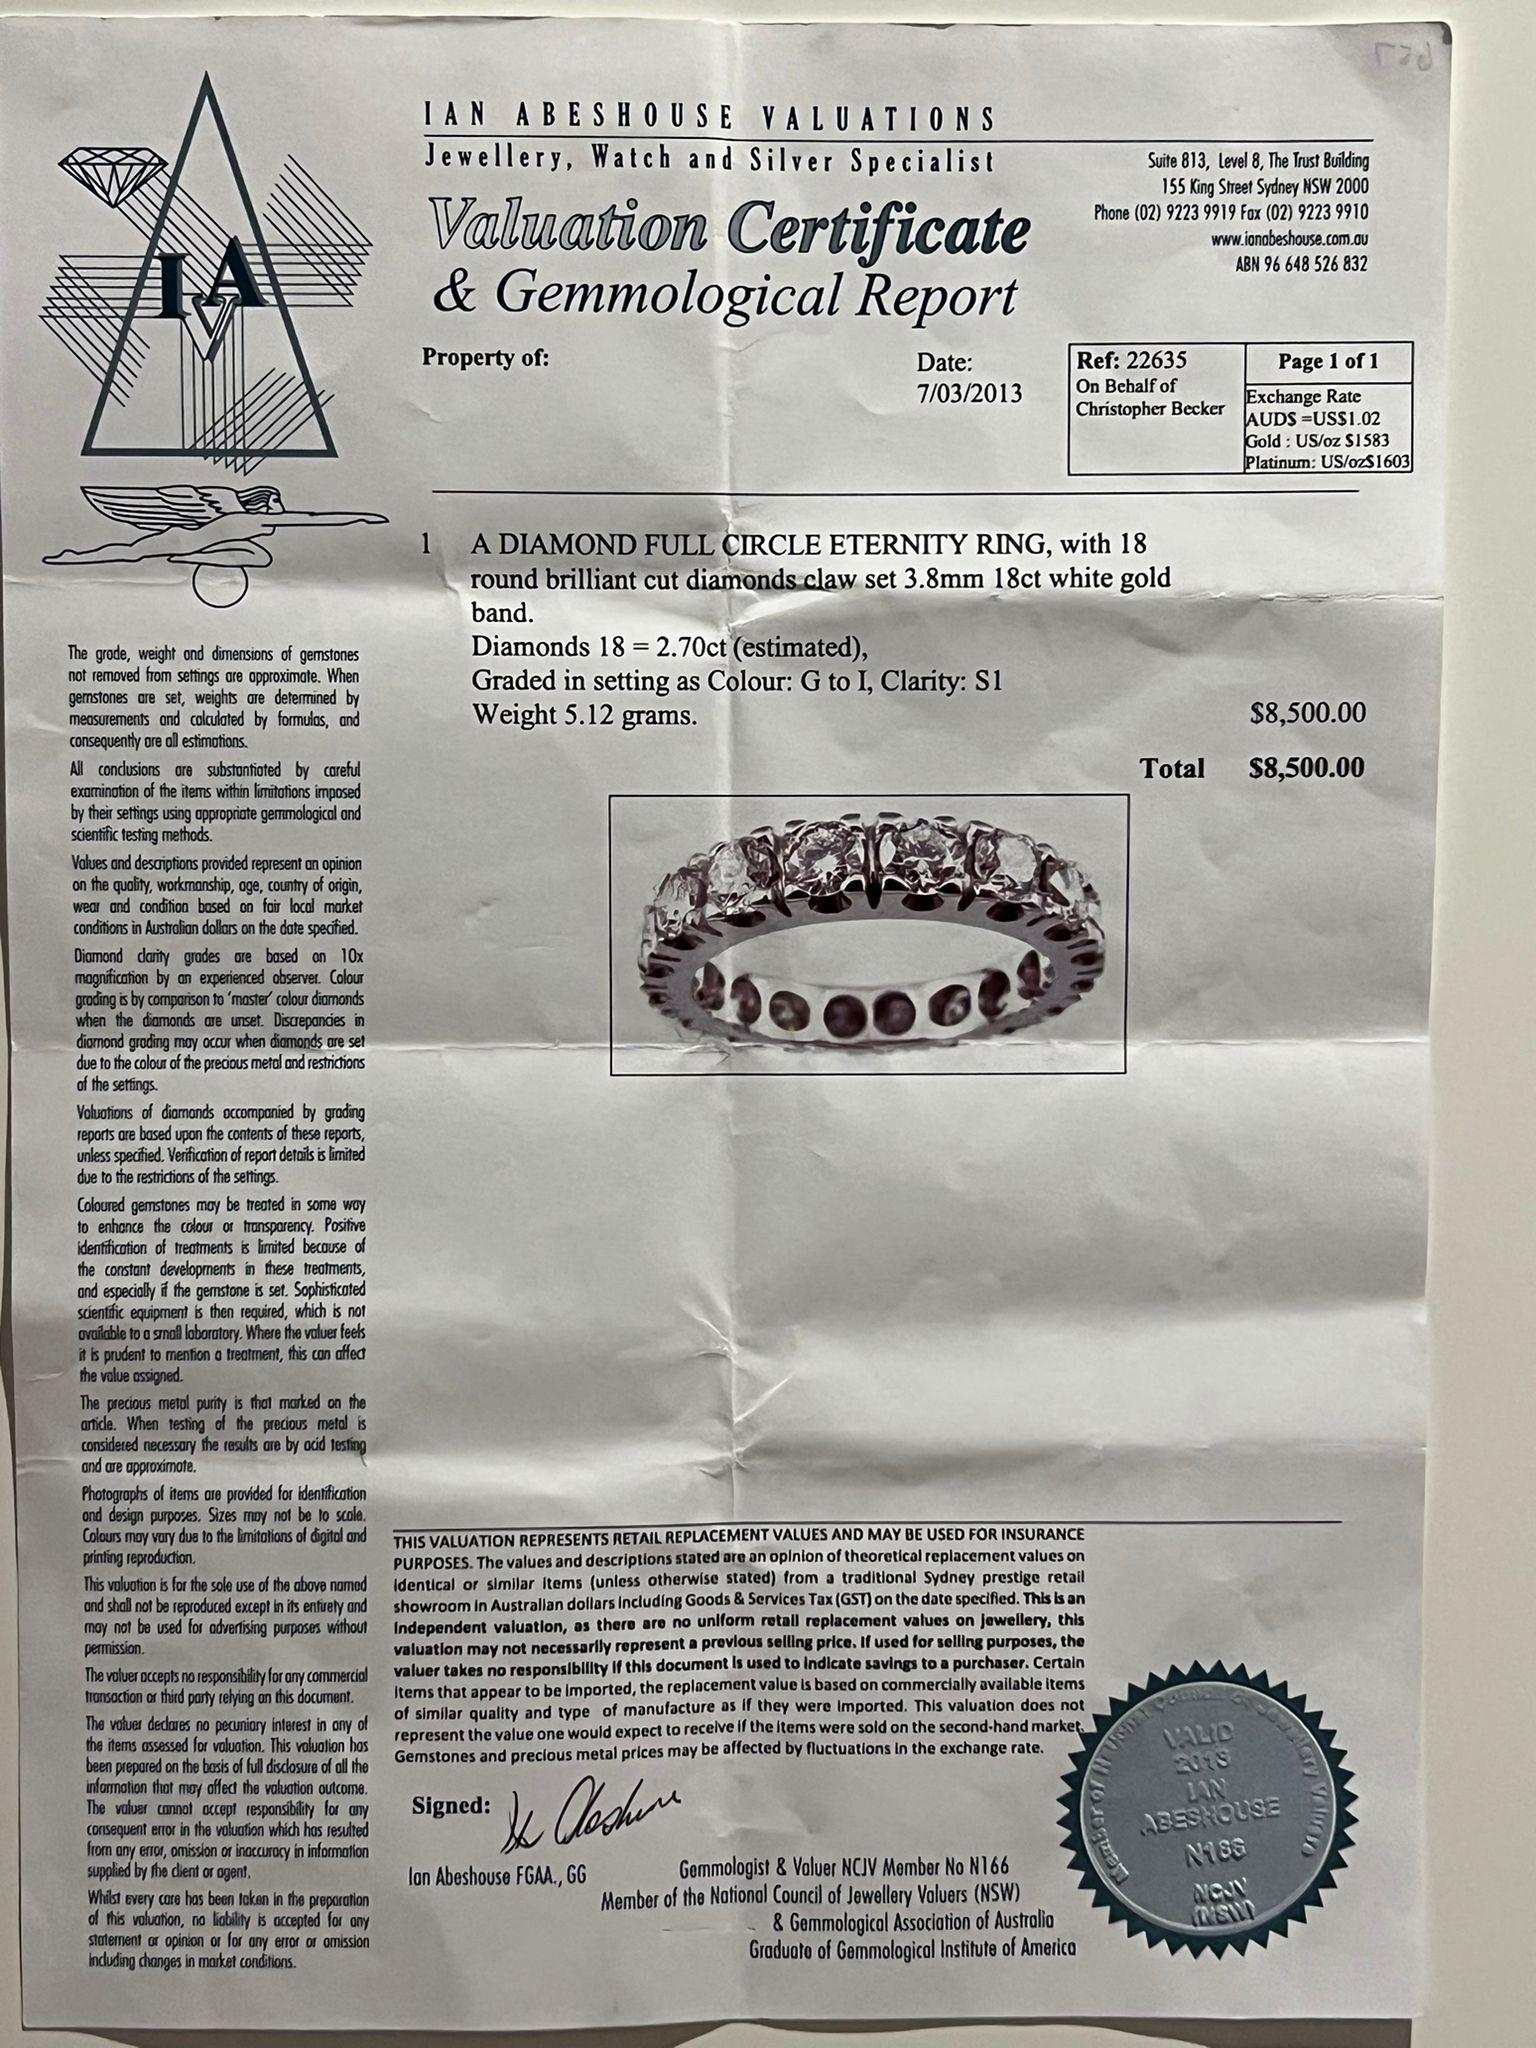 IAN ABESHOUSE VALUATIONS
Jewellery, Watch and Silver Specialist
Valuation Certificate
& Gemmological Report
Suite 813, Level 8, The Trust Building
155 King Street Sydney NSW 2000
Phone (02) 9223 9919 Fax (02) 9223 9910
www.ianabeshouse.com.au
ABN 96 648 526 832
IVA
Property of:
Date:
7/03/2013
Ref: 22635
On Behalf of
Christopher Becker
Page 1 of 1
Exchange Rate
AUD$ =US$1.02
Gold : US/oz $1583
Platinum: US/oz$1603
1 A DIAMOND FULL CIRCLE ETERNITY RING, with 18
round brilliant cut diamonds claw set 3.8mm 18ct white gold
band.
Diamonds 18 = 2.70ct (estimated),
Graded in setting as Colour: G to I, Clarity: S1
Weight 5.12 grams. $8,500.00
Total $8,500.00
The grade, weight and dimensions of gemstones
not removed from settings are approximate. When
gemstones are set, weights are determined by
measurements and calculated by formulas, and
consequently are all estimations.
All conclusions are substantiated by careful
examination of the items within limitations imposed
by their settings using appropriate gemmological and
scientific testing methods.
Values and descriptions provided represent an opinion
on the quality, workmanship, age, country of origin,
wear and condition based on fair local market
conditions in Australian dollars on the date specified.
Diamond clarity grades are based on 10x
magnification by an experienced observer. Colour
grading is by comparison to 'master' colour diamonds
when the diamonds are unset. Discrepancies in
diamond grading may occur when diamonds are set
due to the colour of the precious metal and restrictions
of the settings.
Valuations of diamonds accompanied by grading
reports are based upon the contents of these reports,
unless specified. Verification of report details is limited
due to the restrictions of the settings.
Coloured gemstones may be treated in some way
to enhance the colour or transparency. Positive
identification of treatments is limited because of
the constant developments in these treatments,
and especially if the gemstone is set. Sophisticated
scientific equipment is then required, which is not
available to a small laboratory. Where the valuer feels
it is prudent to mention a treatment, this can affect
the value assigned.
The precious metal purity is that marked on the
article. When testing of the precious metal is
considered necessary the results are by acid testing
and are approximate.
Photographs of items are provided for identification
and design purposes. Sizes may not be to scale.
Colours may vary due to the limitations of digital and
printing reproduction.
This valuation is for the sole use of the above named
and shall not be reproduced except in its entirety and
may not be used for advertising purposes without
permission.
The valuer accepts no responsibility for any commercial
transaction or third party relying on this document.
The valuer declares no pecuniary interest in any of
the items assessed for valuation. This valuation has
been prepared on the basis of full disclosure of all the
information that may affect the valuation outcome.
The valuer cannot accept responsibility for any
consequent error in the valuation which has resulted
from any error, omission or inaccuracy in information
supplied by the client or agent.
Whilst every care has been taken in the preparation
of this valuation, no liability is accepted for any
statement or opinion or for any error or omission
including changes in market conditions.
THIS VALUATION REPRESENTS RETAIL REPLACEMENT VALUES AND MAY BE USED FOR INSURANCE
PURPOSES. The values and descriptions stated are an opinion of theoretical replacement values on
identical or similar items (unless otherwise stated) from a traditional Sydney prestige retail
showroom in Australian dollars including Goods & Services Tax (GST) on the date specified. This is an
independent valuation, as there are no uniform retail replacement values on jewellery, this
valuation may not necessarily represent a previous selling price. If used for selling purposes, the
valuer takes no responsibility if this document is used to indicate savings to a purchaser. Certain
items that appear to be imported, the replacement value is based on commercially available items
of similar quality and type of manufacture as if they were imported. This valuation does not
represent the value one would expect to receive if the items were sold on the second-hand market.
Gemstones and precious metal prices may be affected by fluctuations in the exchange rate.
Signed:
Ian Abeshouse FGAA., GG
Gemmologist & Valuer NCJV Member No N166
Member of the National Council of Jewellery Valuers (NSW)
& Gemmological Association of Australia
Graduate of Gemmological Institute of America
VALID
2013
IAN
ABESHOUSE
N166
NCJV
(NSW)